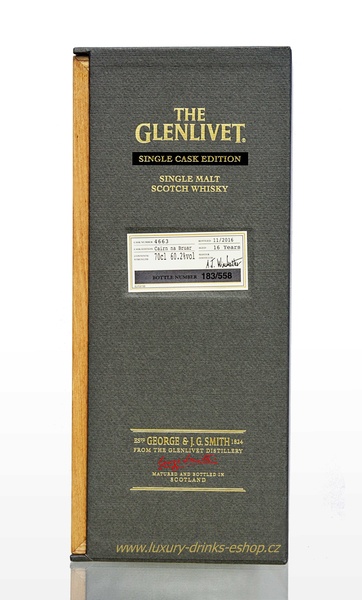 THE
GLENLIVET.
SINGLE CASK EDITION
SINGLE MALT
SCOTCH WHISKY
4663 11/2016
Cairn na Bruar 16 Years
70cl 60.2%vol
BOTTLE NUMBER 183/558
ESTD GEORGE & J.G. SMITH 1824
FROM THE GLENLIVET DISTILLERY
MATURED AND BOTTLED IN
SCOTLAND
www.luxury-drinks-eshop.cz